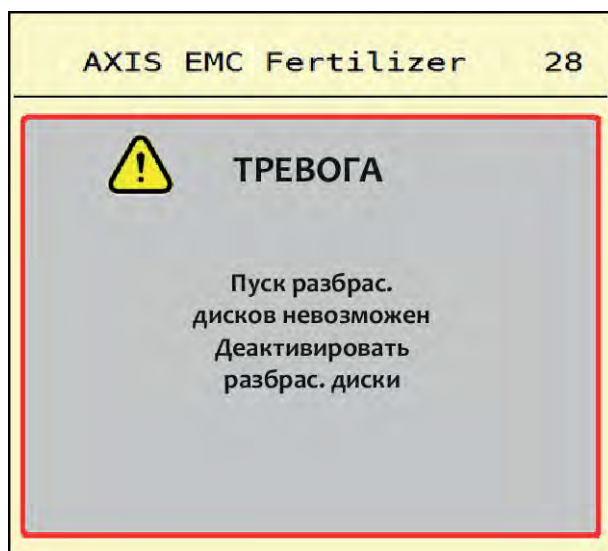 AXIS EMC Fertilizer 28
ТРЕВОГА
Пуск разбрас.
дисков невозможен
Деактивировать
разбрас. диски